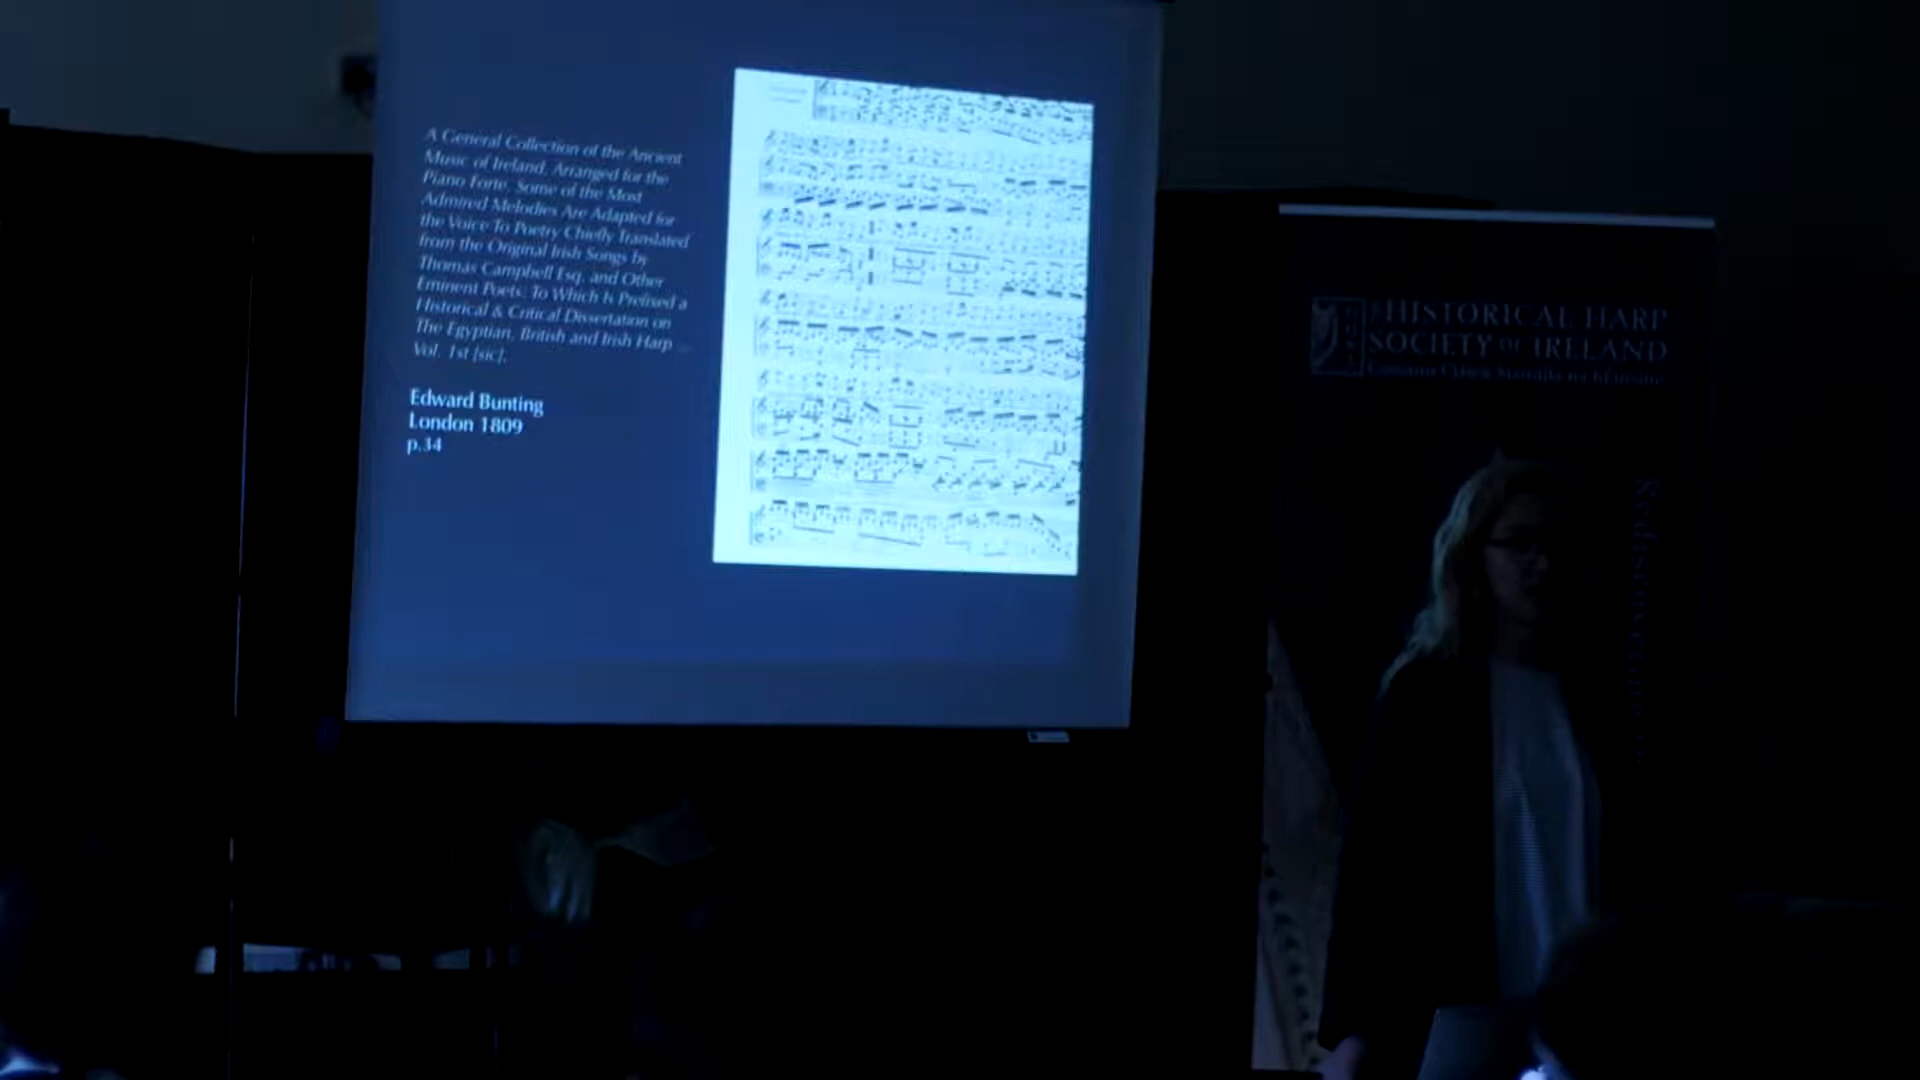 A General Collection of the Ancient
Music of Ireland, Arranged for the
Piano Forte. Some of the Most
Admired Melodies Are Adapted for
the Voice To Poetry Chiefly Translated
from the Original Irish Songs by
Thomas Campbell Esq. and Other
Eminent Poets: To Which Is Prefixed a
Historical & Critical Dissertation on
The Egyptian, British and Irish Harp
Vol. 1st [sic].
Edward Bunting
London 1809
p.34
HISTORICAL HARP
SOCIETY OF IRELAND